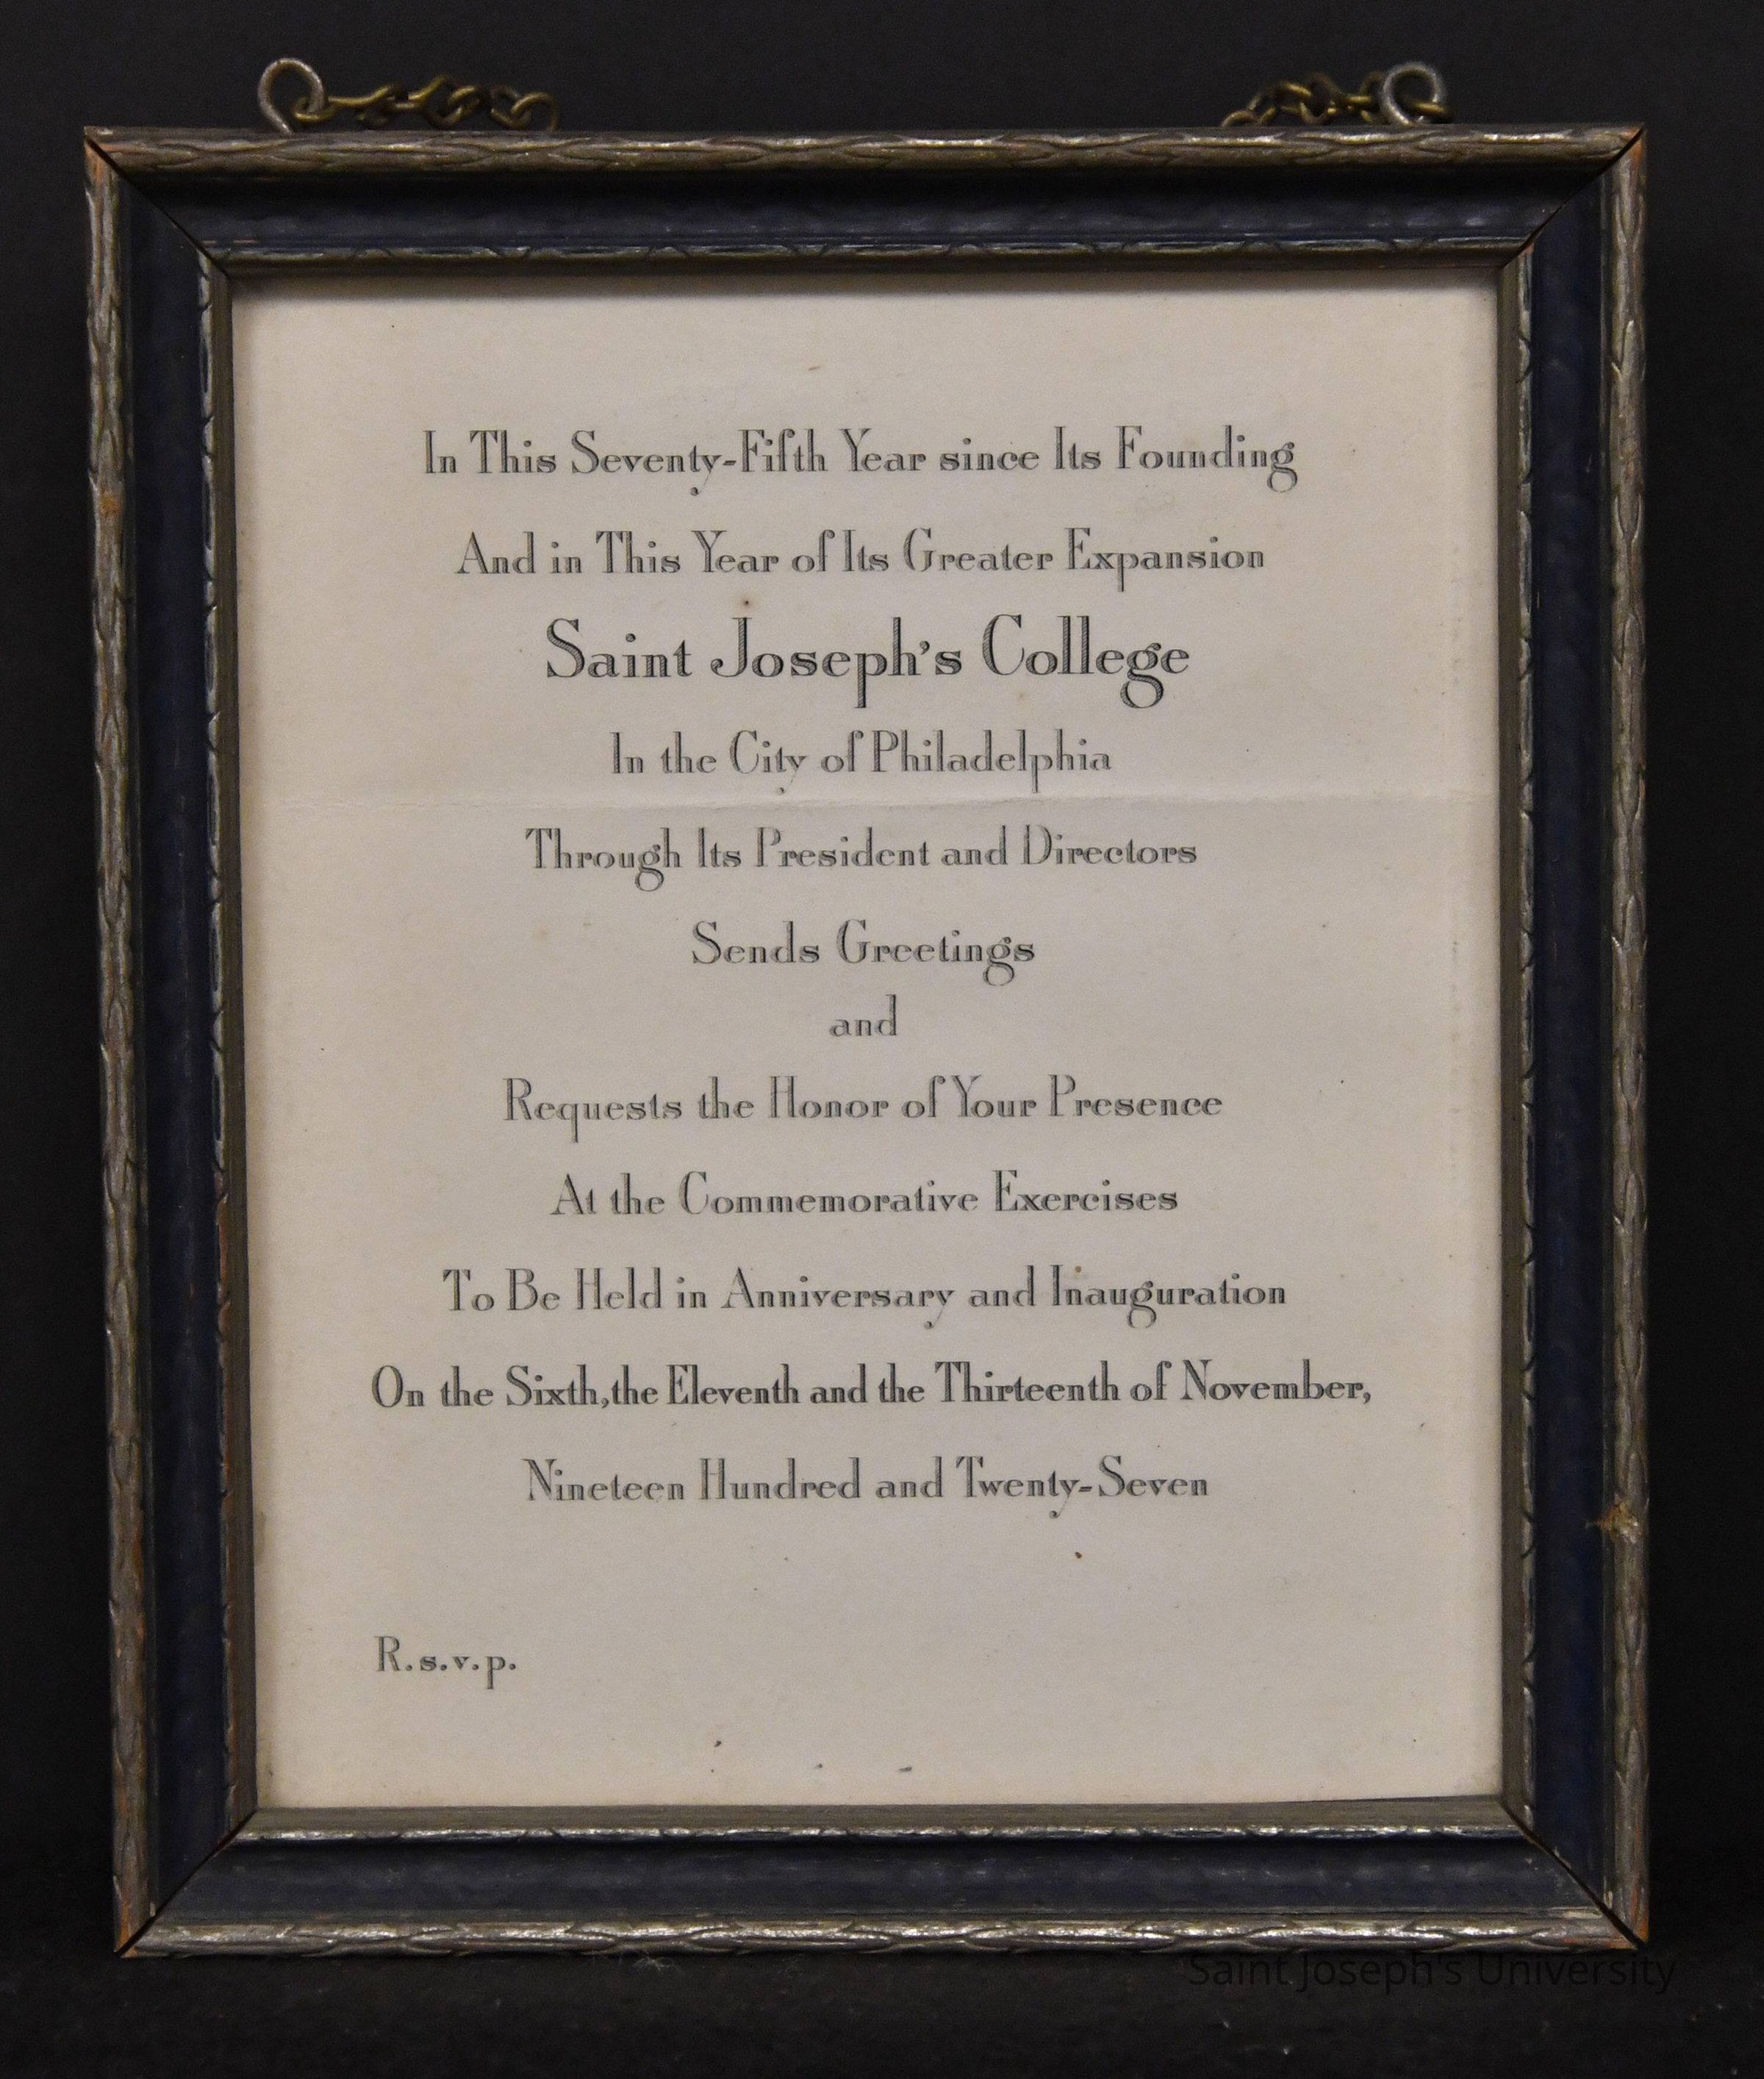 In This Seventy-Fifth Year since Its Founding
And in This Year of Its Greater Expansion
Saint Joseph's College
In the City of Philadelphia
Through Its President and Directors
Sends Greetings
and
Requests the Honor of Your Presence
At the Commemorative Exercises
To Be Held in Anniversary and Inauguration
On the Sixth, the Eleventh and the Thirteenth of November,
Nineteen Hundred and Twenty-Seven
R.s.v.p.
Saint Joseph's University